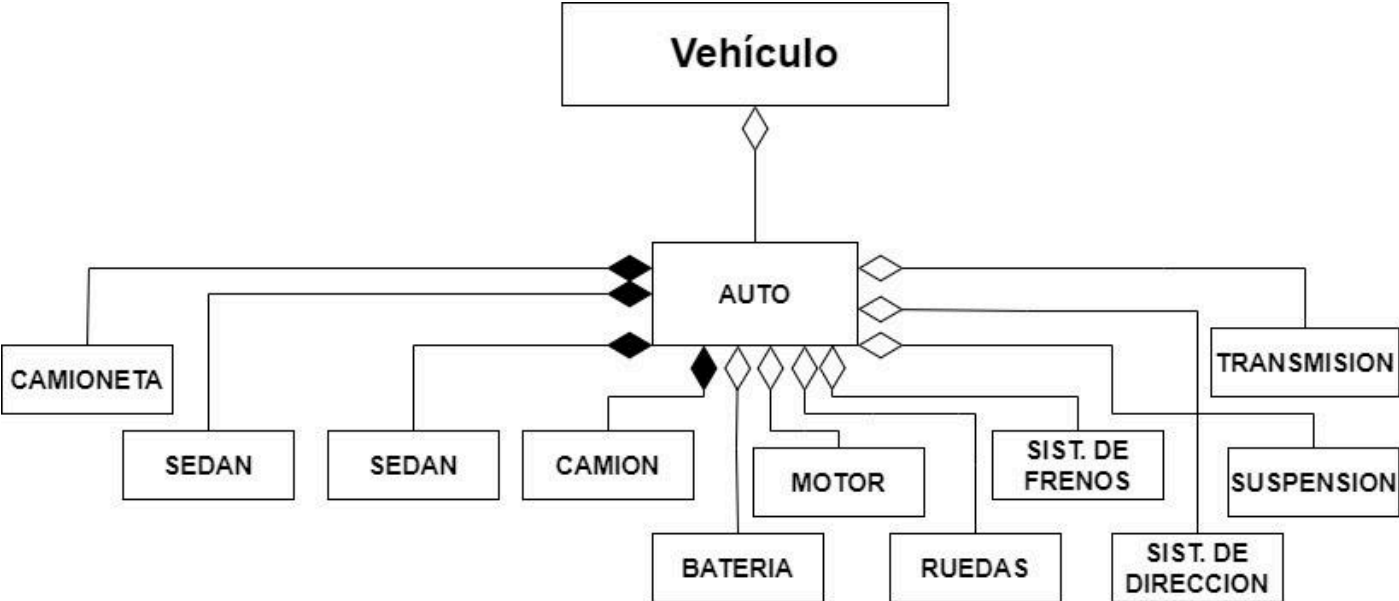 Vehículo
AUTO
CAMIONETA
SEDAN
SEDAN
CAMION
BATERIA
MOTOR
RUEDAS
SIST. DE
FRENOS
SIST. DE
DIRECCION
SUSPENSION
TRANSMISION